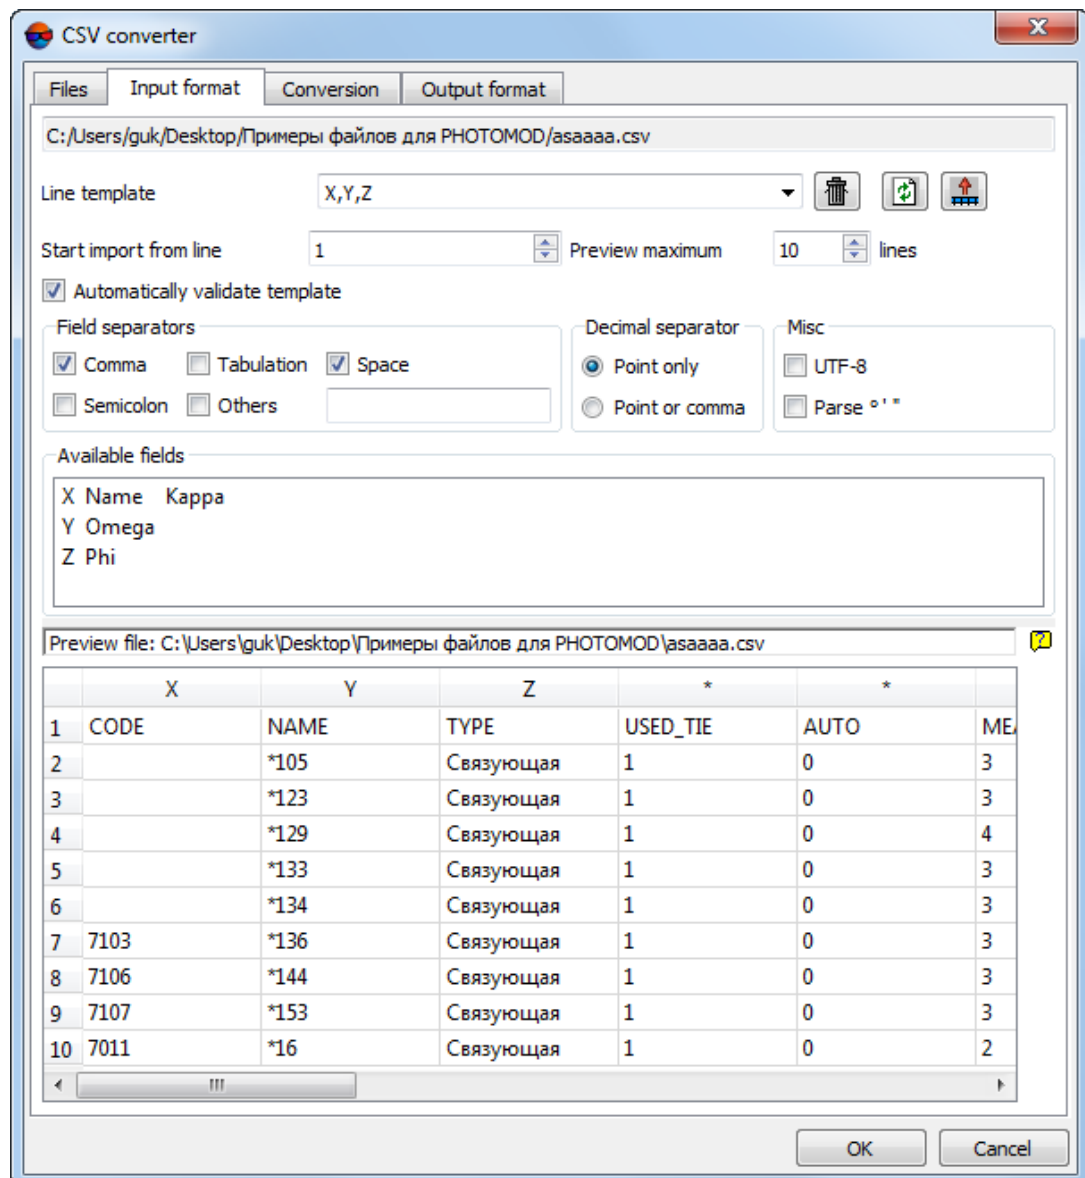 CSV converter
Files Input format Conversion Output format
C:/Users/guk/Desktop/Примеры файлов для PHOTOMOD/asaaaa.csv
Line template X,Y,Z
Start import from line 1 Preview maximum 10 lines
Automatically validate template
Field separators Decimal separator Misc
Comma Tabulation Space Point only UTF-8
Semicolon Others Point or comma Parse ° ' "
Available fields
X Name Kappa
Y Omega
Z Phi
Preview file: C:\Users\guk\Desktop\Примеры файлов для PHOTOMOD\asaaaa.csv
X Y Z * *
1 CODE NAME TYPE USED_TIE AUTO
2 *105 Связующая 1 0 3
3 *123 Связующая 1 0 3
4 *129 Связующая 1 0 4
5 *133 Связующая 1 0 3
6 *134 Связующая 1 0 3
7 7103 *136 Связующая 1 0 3
8 7106 *144 Связующая 1 0 3
9 7107 *153 Связующая 1 0 3
10 7011 *16 Связующая 1 0 2
OK Cancel